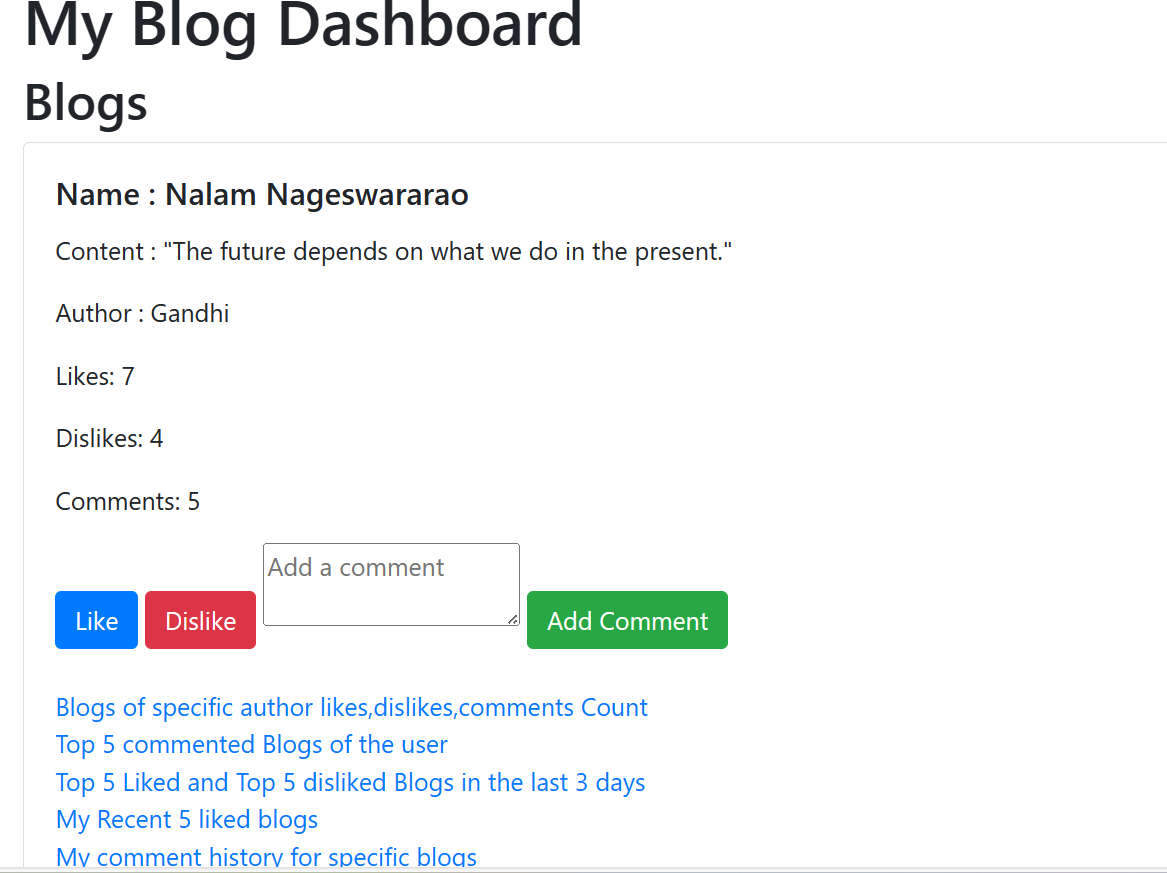 My Blog Dashboard
Blogs
Name : Nalam Nageswararao
Content : "The future depends on what we do in the present."
Author : Gandhi
Likes: 7
Dislikes: 4
Comments: 5
Add a comment
Like Dislike Add Comment
Blogs of specific author likes,dislikes,comments Count
Top 5 commented Blogs of the user
Top 5 Liked and Top 5 disliked Blogs in the last 3 days
My Recent 5 liked blogs
My comment history for specific blogs